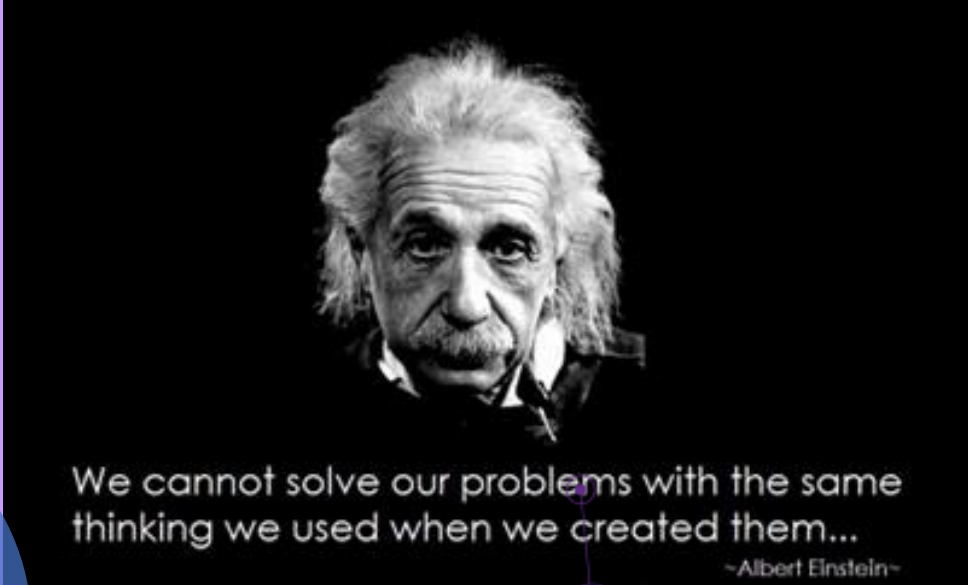 We cannot solve our problems with the same
thinking we used when we created them...
~Albert Einstein~